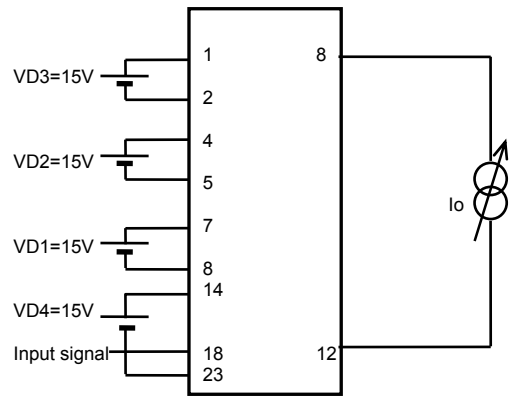 1
8
VD3=15V
2
4
VD2=15V
5
Io
7
VD1=15V
8
14
VD4=15V
Input signal
18
12
23